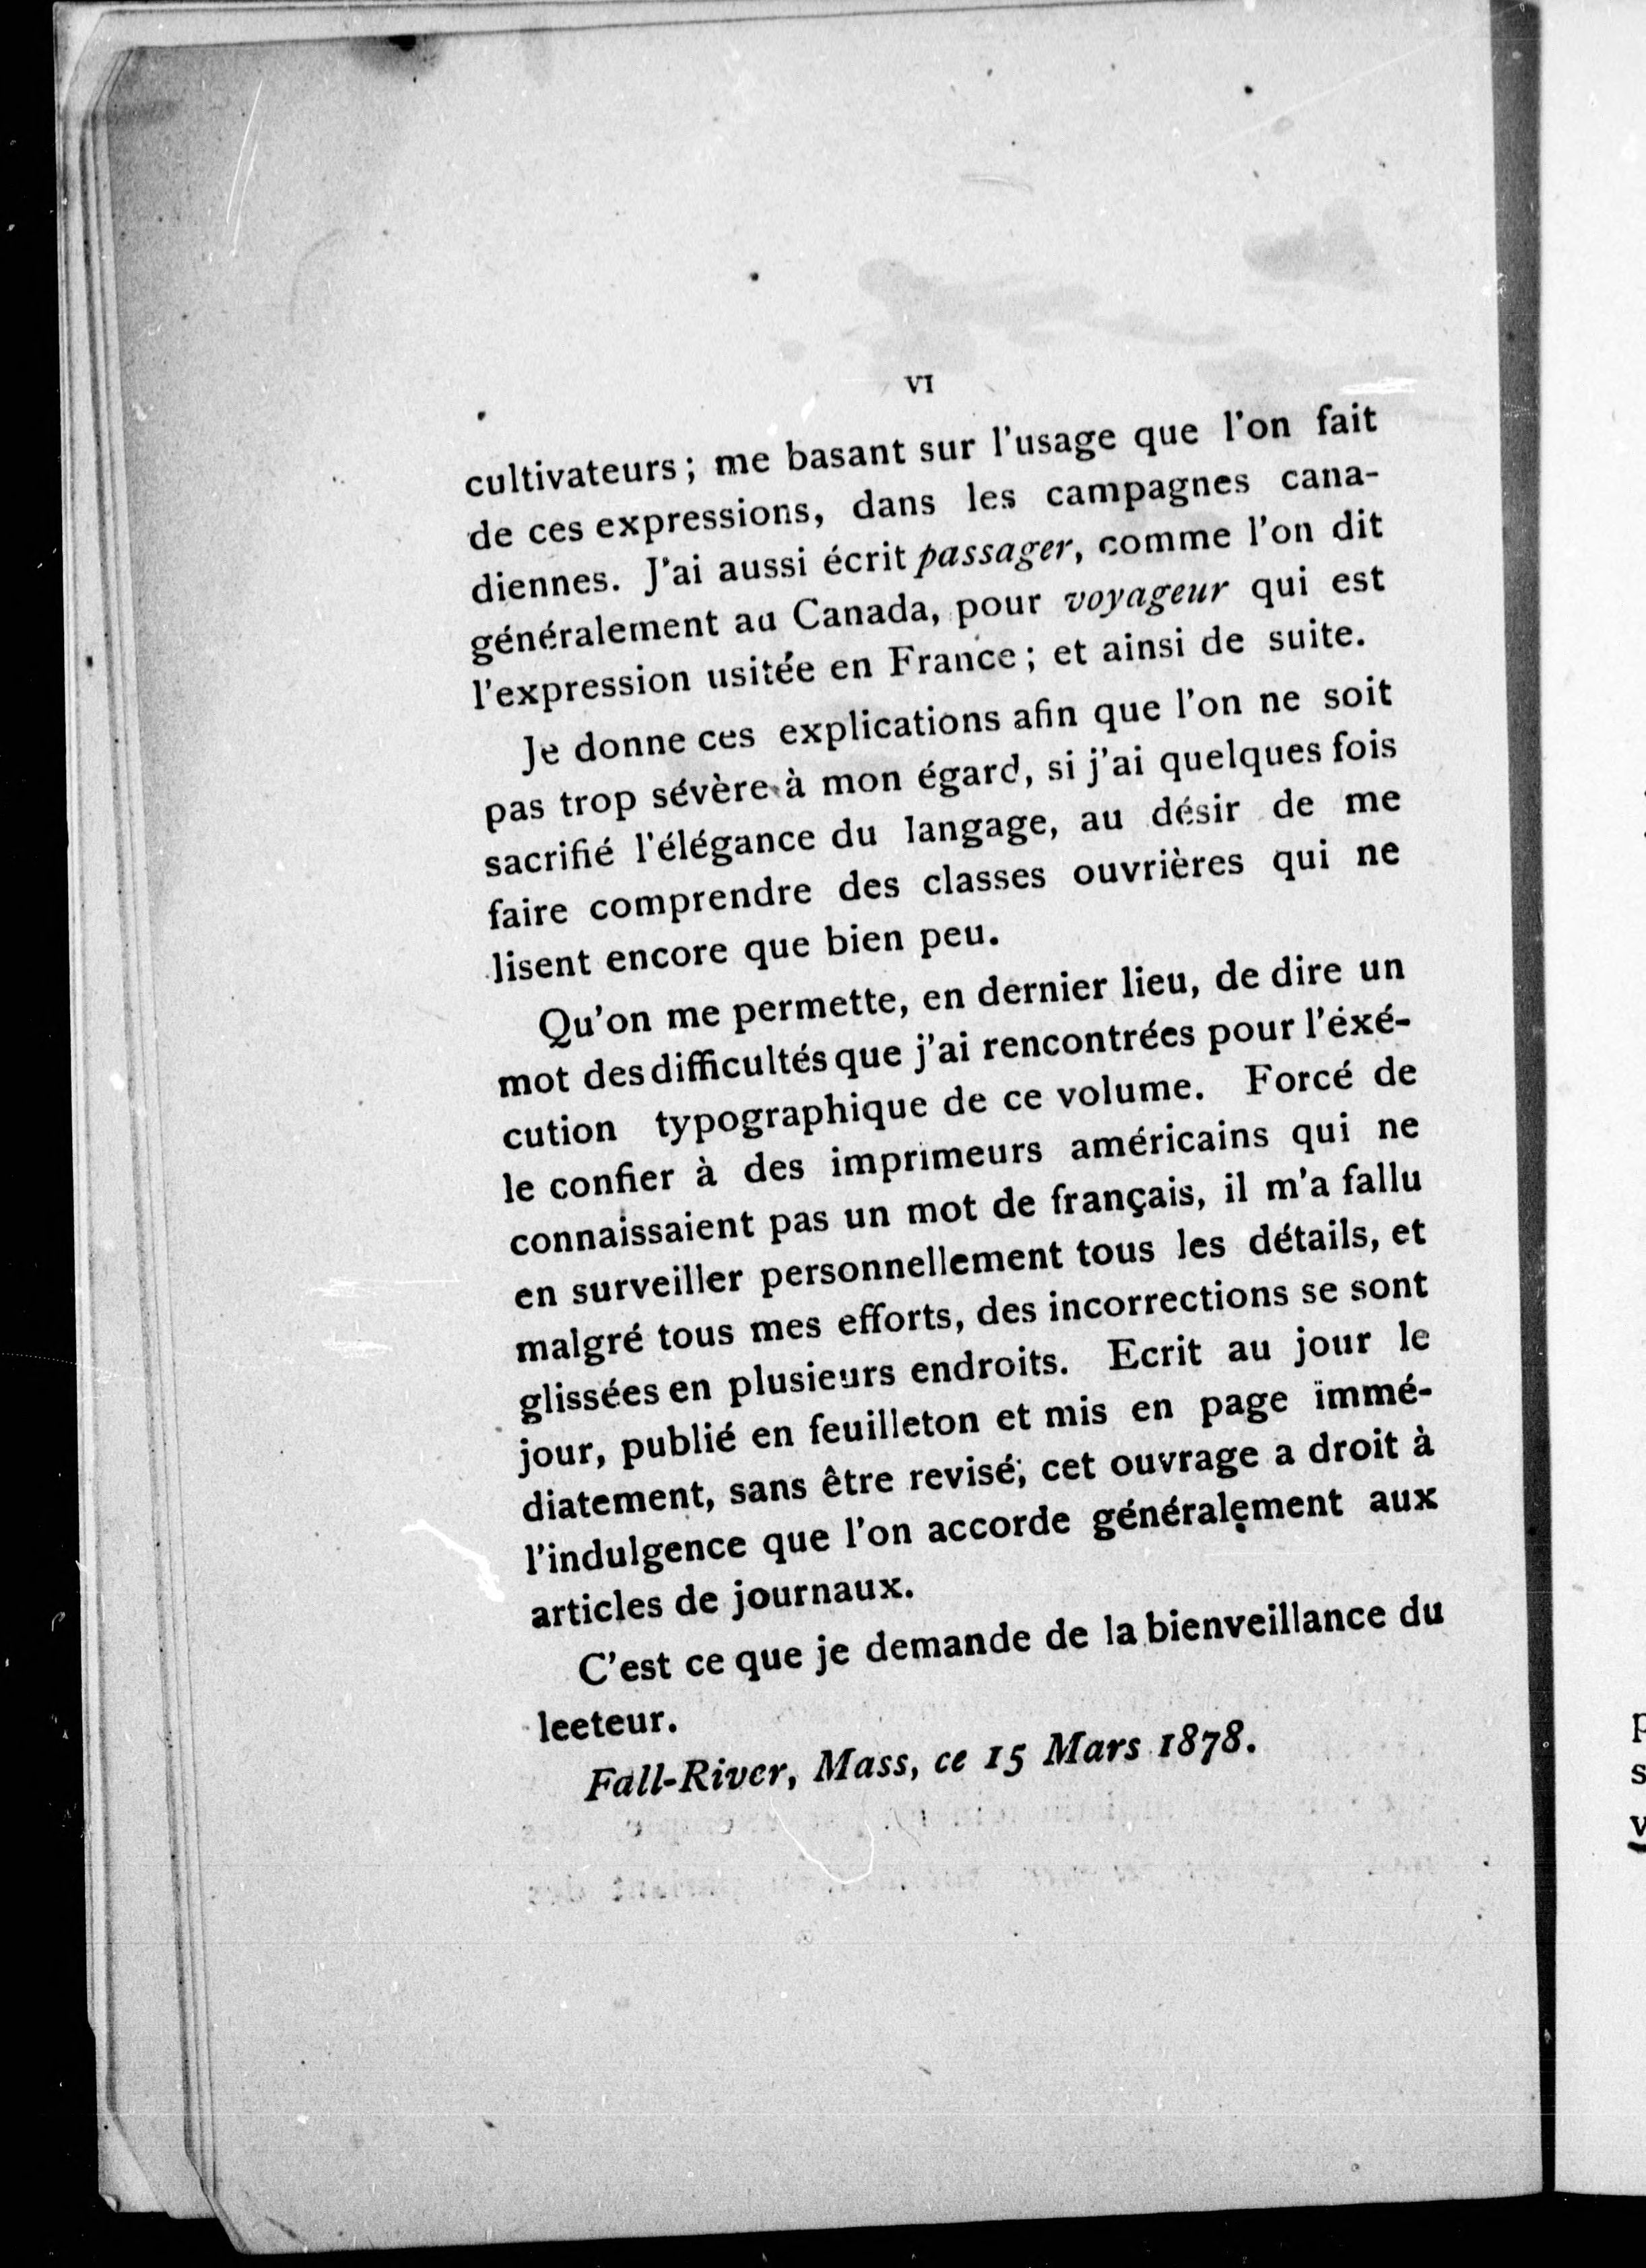 VI
cultivateurs; me basant sur l'usage que l'on fait
de ces expressions, dans les campagnes cana-
diennes. J'ai aussi écrit passager, comme l'on dit
généralement au Canada, pour voyageur qui est
l'expression usitée en France; et ainsi de suite.
Je donne ces explications afin que l'on ne soit
pas trop sévère à mon égard, si j'ai quelques fois
sacrifié l'élégance du langage, au désir de me
faire comprendre des classes ouvrières qui ne
lisent encore que bien peu.
Qu'on me permette, en dernier lieu, de dire un
mot des difficultés que j'ai rencontrées pour l'éxé-
cution typographique de ce volume. Forcé de
le confier à des imprimeurs américains qui ne
connaissaient pas un mot de français, il m'a fallu
en surveiller personnellement tous les détails, et
malgré tous mes efforts, des incorrections se sont
glissées en plusieurs endroits. Ecrit au jour le
jour, publié en feuilleton et mis en page immé-
diatement, sans être revisé; cet ouvrage a droit à
l'indulgence que l'on accorde généralement aux
articles de journaux.
C'est ce que je demande de la bienveillance du
leeteur.
Fall-River, Mass, ce 15 Mars 1878.